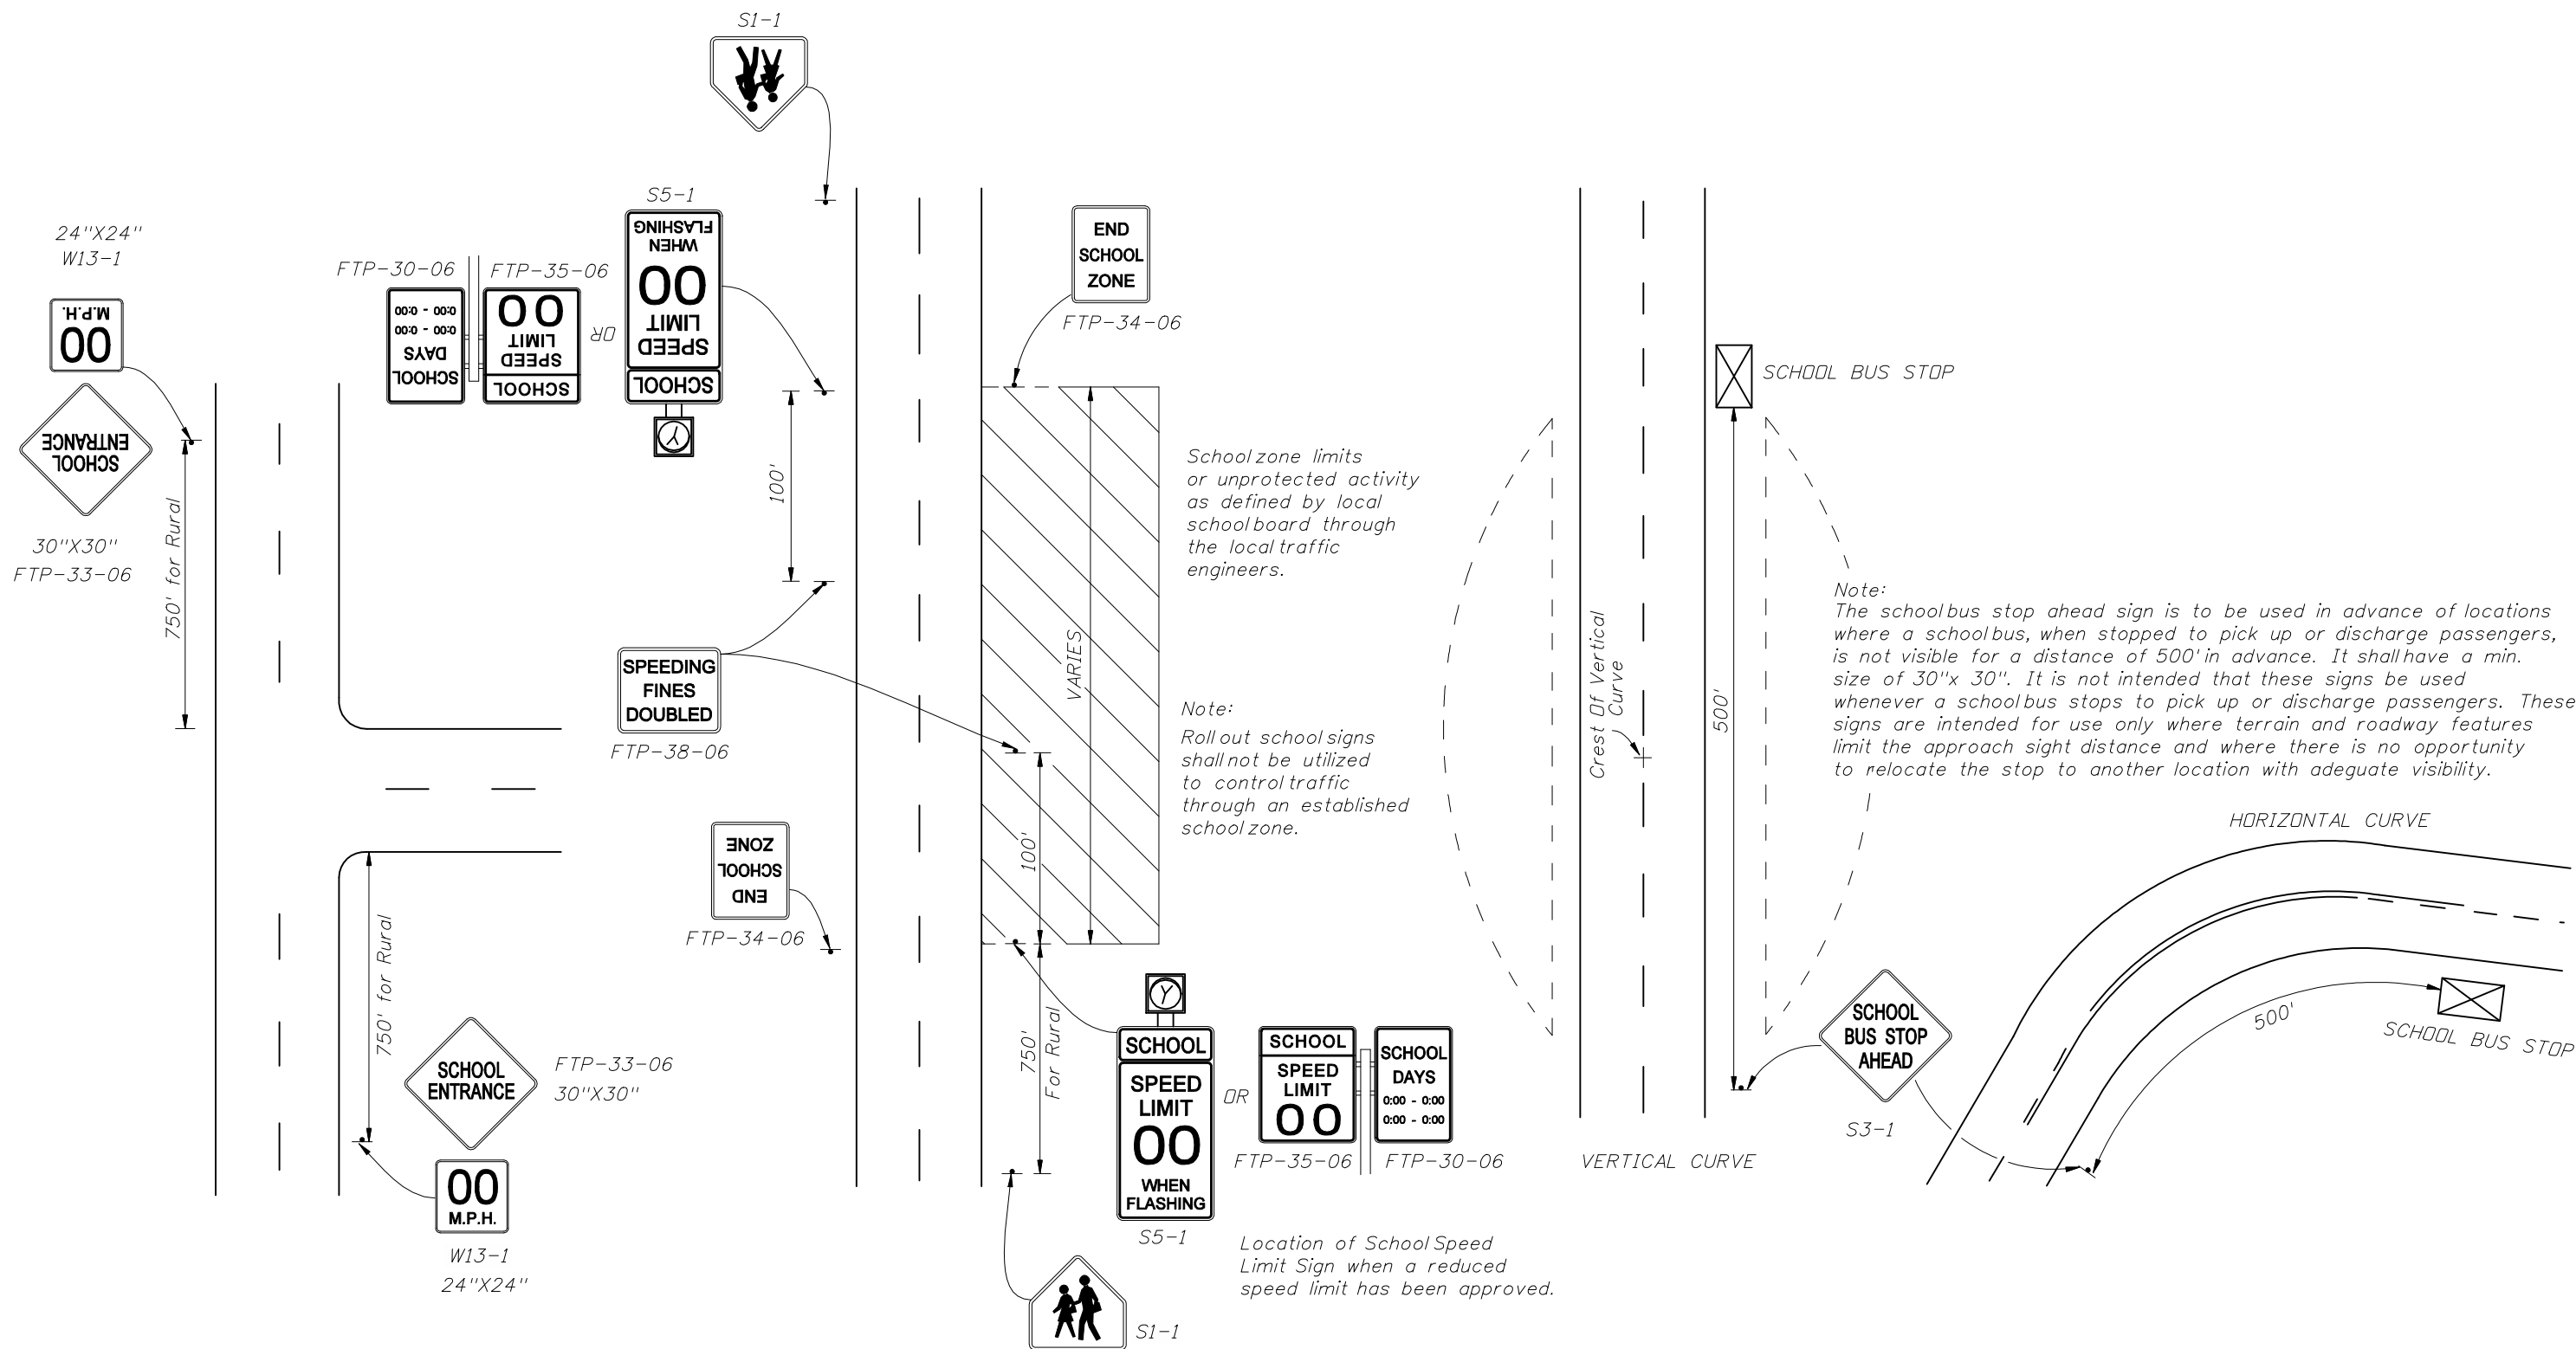 S1-1
24"X24"
W13-1
00
M.P.H.
SCHOOL
ENTRANCE
30"X30"
FTP-33-06
750' for Rural
FTP-30-06
SCHOOL
DAYS
0:00 - 0:00
0:00 - 0:00
FTP-35-06
SCHOOL
SPEED
LIMIT
00
OR
S5-1
SCHOOL
SPEED
LIMIT
00
WHEN
FLASHING
Y
100'
SPEEDING
FINES
DOUBLED
FTP-38-06
END
SCHOOL
ZONE
FTP-34-06
750' for Rural
SCHOOL
ENTRANCE
FTP-33-06
30"X30"
00
M.P.H.
W13-1
24"X24"
END
SCHOOL
ZONE
FTP-34-06
VARIES
100'
750'
For Rural
School zone limits
or unprotected activity
as defined by local
school board through
the local traffic
engineers.
Note:
Roll out school signs
shall not be utilized
to control traffic
through an established
school zone.
Y
SCHOOL
SPEED
LIMIT
00
WHEN
FLASHING
S5-1
OR
SCHOOL
SPEED
LIMIT
00
FTP-35-06
SCHOOL
DAYS
0:00 - 0:00
0:00 - 0:00
FTP-30-06
Location of School Speed
Limit Sign when a reduced
speed limit has been approved.
S1-1
SCHOOL BUS STOP
Crest Of Vertical
Curve
500'
VERTICAL CURVE
Note:
The school bus stop ahead sign is to be used in advance of locations
where a school bus, when stopped to pick up or discharge passengers,
is not visible for a distance of 500' in advance. It shall have a min.
size of 30"x 30". It is not intended that these signs be used
whenever a school bus stops to pick up or discharge passengers. These
signs are intended for use only where terrain and roadway features
limit the approach sight distance and where there is no opportunity
to relocate the stop to another location with adeguate visibility.
HORIZONTAL CURVE
SCHOOL
BUS STOP
AHEAD
S3-1
500'
SCHOOL BUS STOP